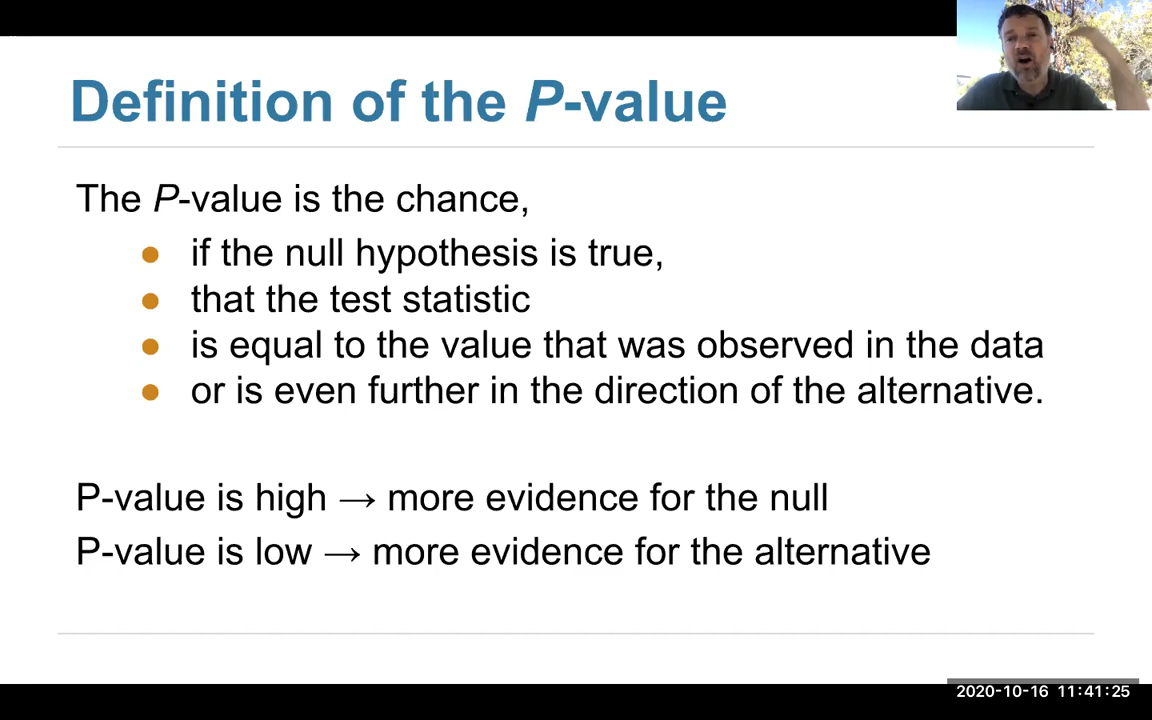 Definition of the P-value
The P-value is the chance,
● if the null hypothesis is true,
● that the test statistic
● is equal to the value that was observed in the data
● or is even further in the direction of the alternative.
P-value is high → more evidence for the null
P-value is low → more evidence for the alternative
2020-10-16 11:41:25